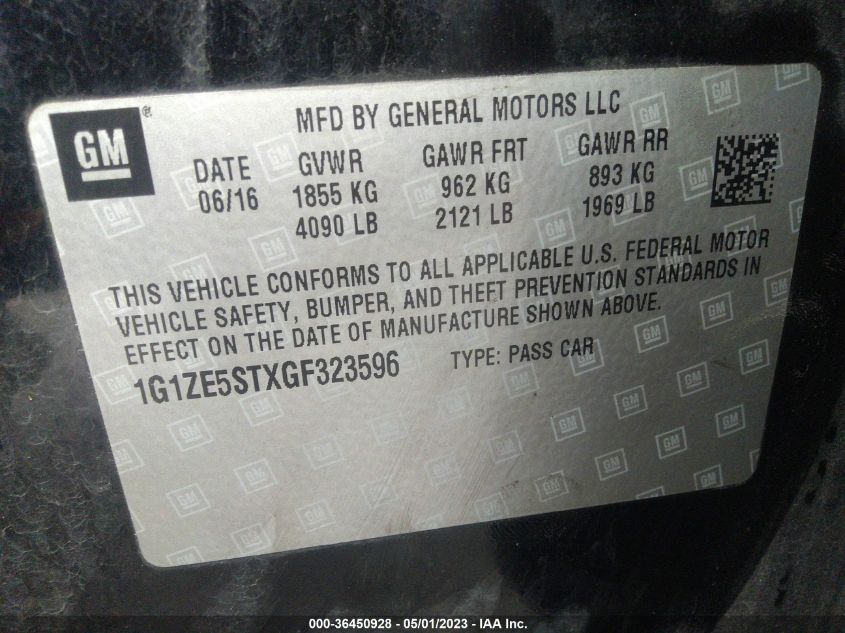 GM
MFD BY GENERAL MOTORS LLC
DATE GVWR GAWR FRT GAWR RR
06/16 1855 KG 962 KG 893 KG
4090 LB 2121 LB 1969 LB
THIS VEHICLE CONFORMS TO ALL APPLICABLE U.S. FEDERAL MOTOR
VEHICLE SAFETY, BUMPER, AND THEFT PREVENTION STANDARDS IN
EFFECT ON THE DATE OF MANUFACTURE SHOWN ABOVE.
1G1ZE5STXGF323596 TYPE: PASS CAR
000-36450928 - 05/01/2023 - IAA Inc.